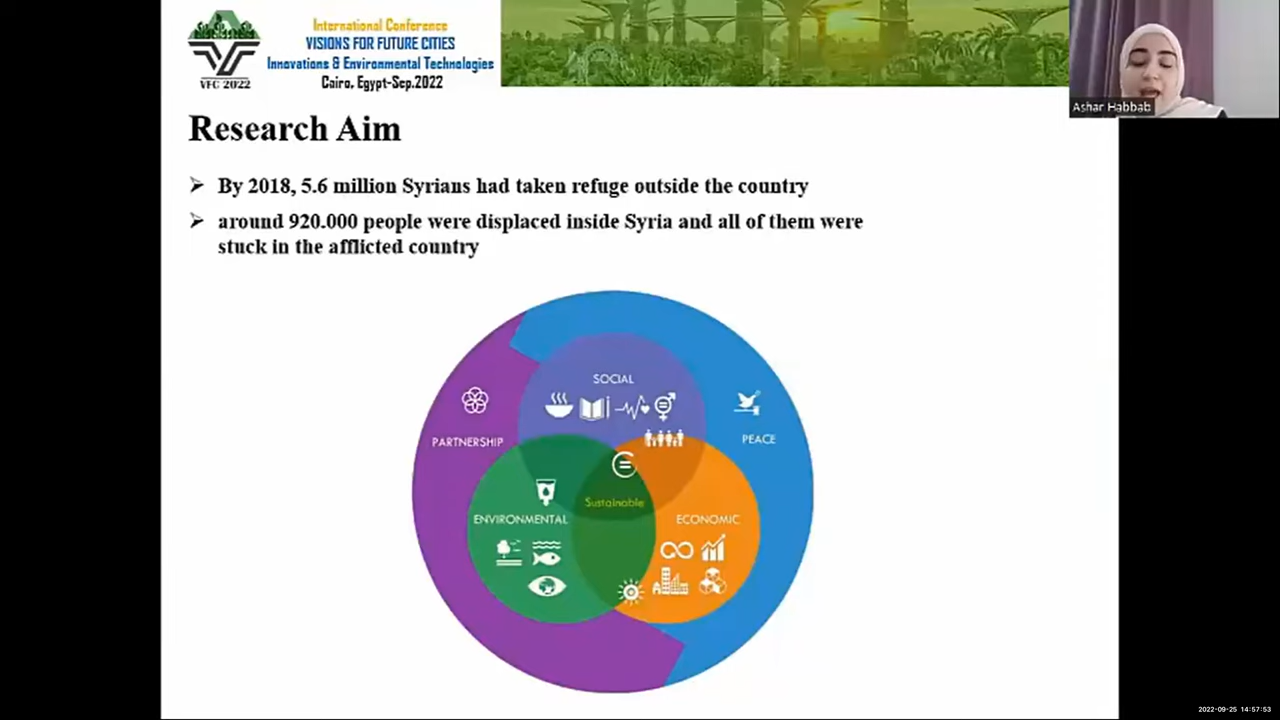 International Conference
VISIONS FOR FUTURE CITIES
Innovations & Environmental Technologies
Cairo, Egypt-Sep.2022
VFC 2022
Ashar Habbab
Research Aim
By 2018, 5.6 million Syrians had taken refuge outside the country
around 920.000 people were displaced inside Syria and all of them were
stuck in the afflicted country
SOCIAL
PARTNERSHIP
PEACE
Sustainable
ENVIRONMENTAL
ECONOMIC
2022-09-25 14:57:53